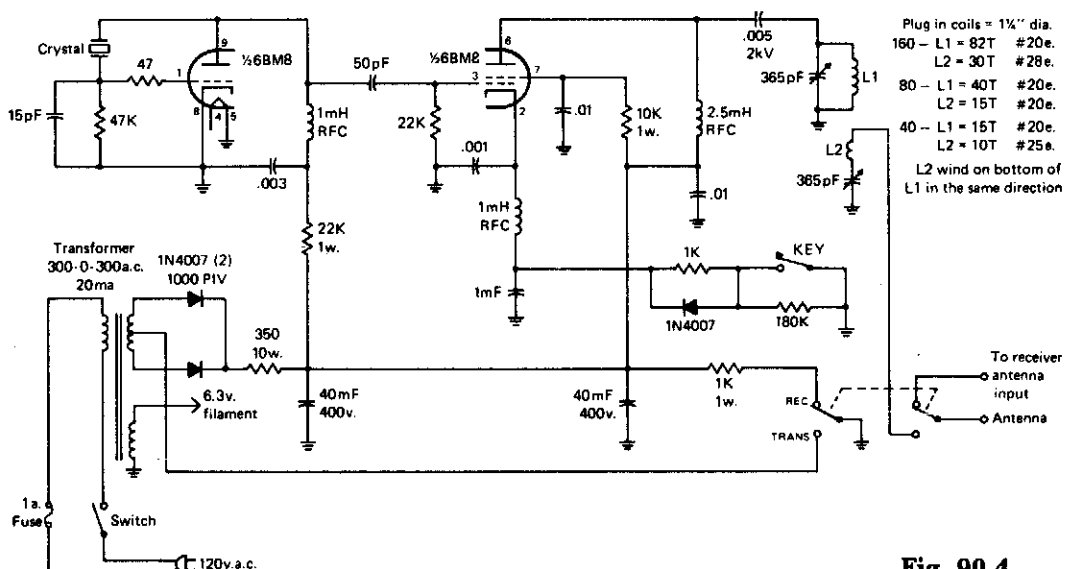 Crystal
15pF
47
47K
½6BM8
9
1
8
4
5
.003
1mH
RFC
22K
1w.
50pF
22K
½6BM8
6
3
7
2
.001
.01
1mH
RFC
1mF
10K
1w.
2.5mH
RFC
.01
.005
2kV
365pF
L1
L2
365pF
Plug in coils = 1¼" dia.
160 – L1 = 82T #20e.
L2 = 30T #28e.
80 – L1 = 40T #20e.
L2 = 15T #20e.
40 – L1 = 15T #20e.
L2 = 10T #25e.
L2 wind on bottom of
L1 in the same direction
1K
KEY
1N4007
180K
Transformer
300-0-300a.c.
20ma
1N4007 (2)
1000 PIV
350
10w.
6.3v.
filament
40mF
400v.
40mF
400v.
1K
1w.
REC
TRANS
To receiver
antenna
input
Antenna
1a.
Fuse
Switch
120v.a.c.
Fig. 90-4